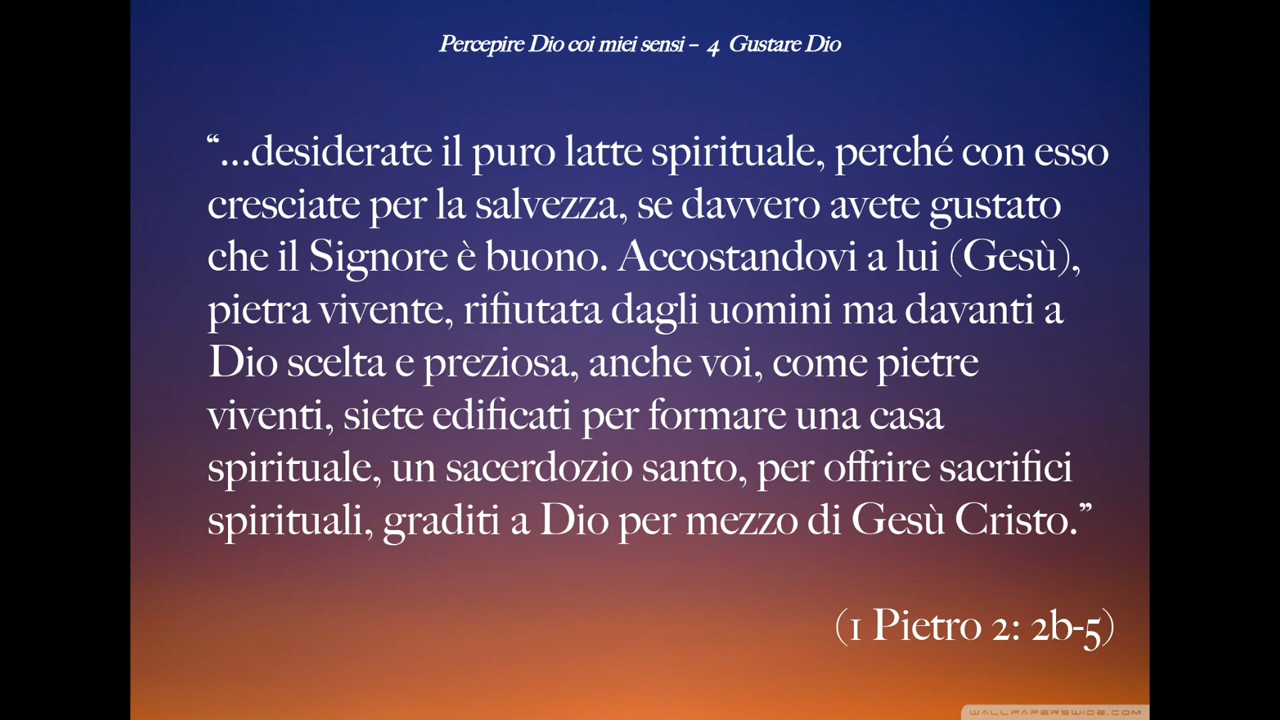 Percepire Dio coi miei sensi – 4 Gustare Dio
“...desiderate il puro latte spirituale, perché con esso
cresciate per la salvezza, se davvero avete gustato
che il Signore è buono. Accostandovi a lui (Gesù),
pietra vivente, rifiutata dagli uomini ma davanti a
Dio scelta e preziosa, anche voi, come pietre
viventi, siete edificati per formare una casa
spirituale, un sacerdozio santo, per offrire sacrifici
spirituali, graditi a Dio per mezzo di Gesù Cristo.”
(1 Pietro 2: 2b-5)
WALLPAPERSWIDE.COM